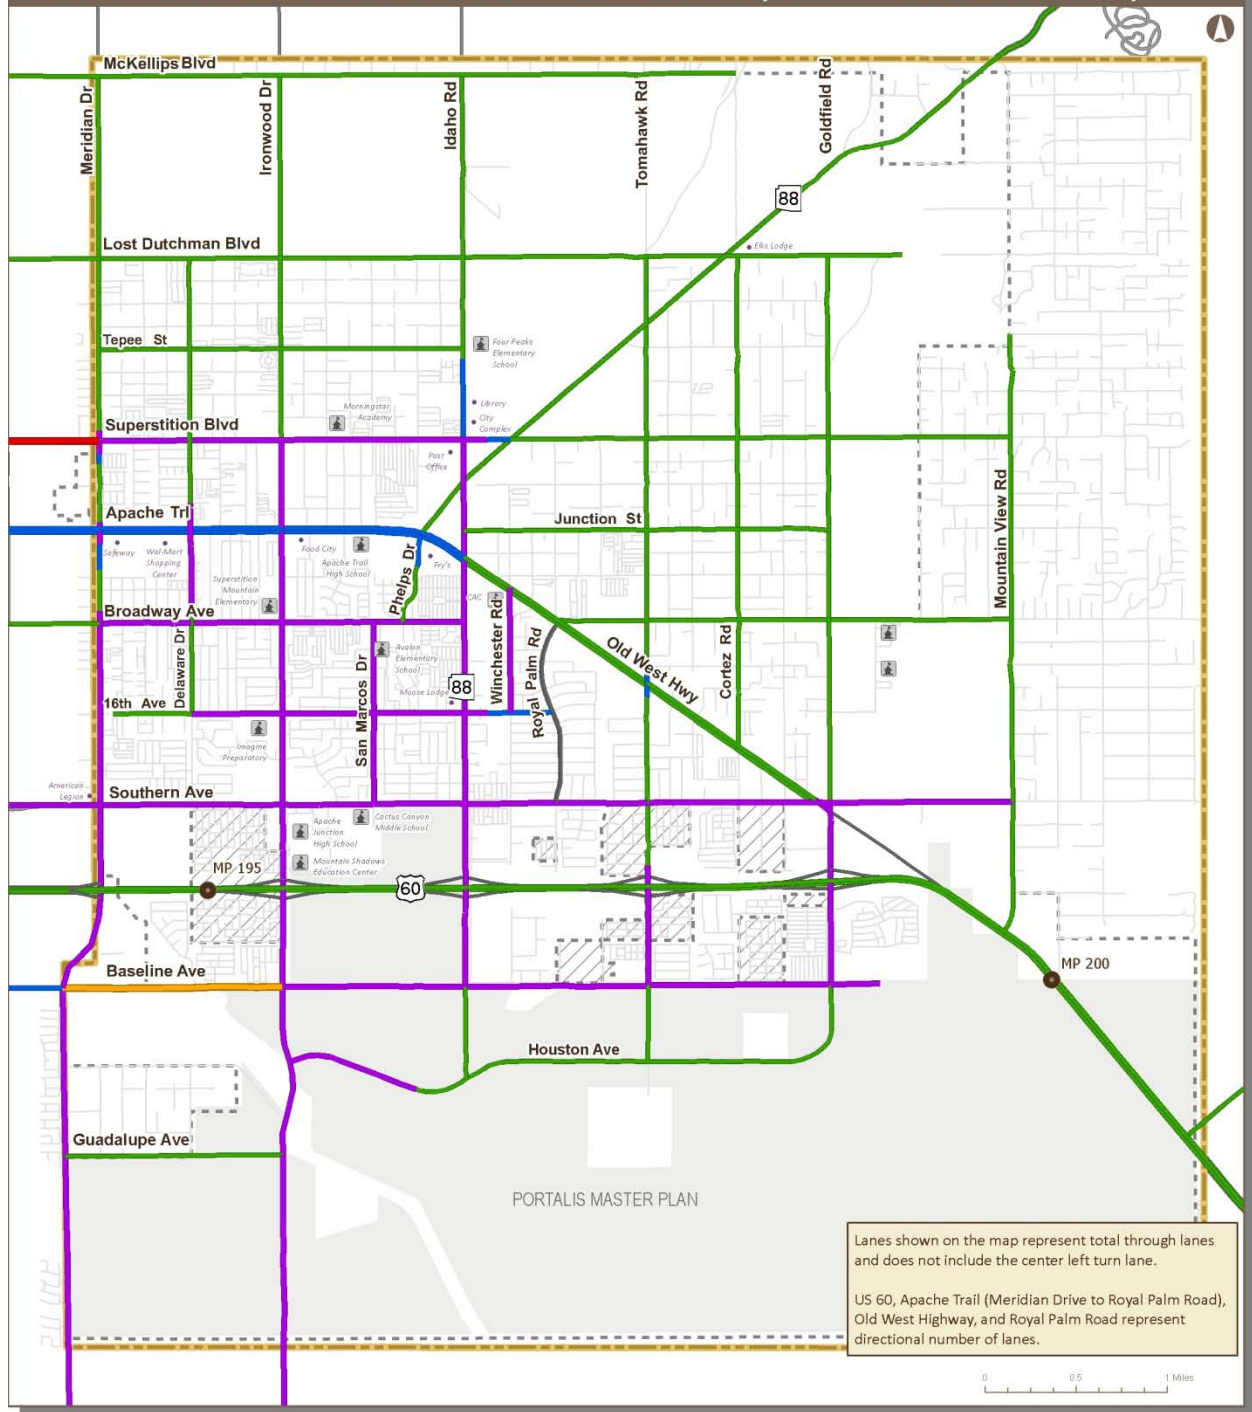 McKellips Blvd
Meridian Dr
Ironwood Dr
Idaho Rd
Tomahawk Rd
Goldfield Rd
88
Lost Dutchman Blvd
Elks Lodge
Tepee St
Four Peaks
Elementary
School
Morningstar
Academy
Library
City
Complex
Superstition Blvd
Post
Office
Mountain View Rd
Apache Trl
Junction St
Safeway
Wal-Mart
Shopping
Center
Food City
Apache Trail
High School
Phelps Dr
Fry's
Superstition
Mountain
Elementary
CAC
Broadway Ave
Winchester Rd
Royal Palm Rd
Old West Hwy
Cortez Rd
Delaware Dr
San Marcos Dr
Avalon
Elementary
School
Moose Lodge
88
16th Ave
Imagine
Preparatory
American
Legion
Southern Ave
Apache
Junction
High School
Cactus Canyon
Middle School
Mountain Shadows
Education Center
MP 195
60
Baseline Ave
MP 200
Houston Ave
Guadalupe Ave
PORTALIS MASTER PLAN
Lanes shown on the map represent total through lanes
and does not include the center left turn lane.
US 60, Apache Trail (Meridian Drive to Royal Palm Road),
Old West Highway, and Royal Palm Road represent
directional number of lanes.
0 0.5 1 Miles